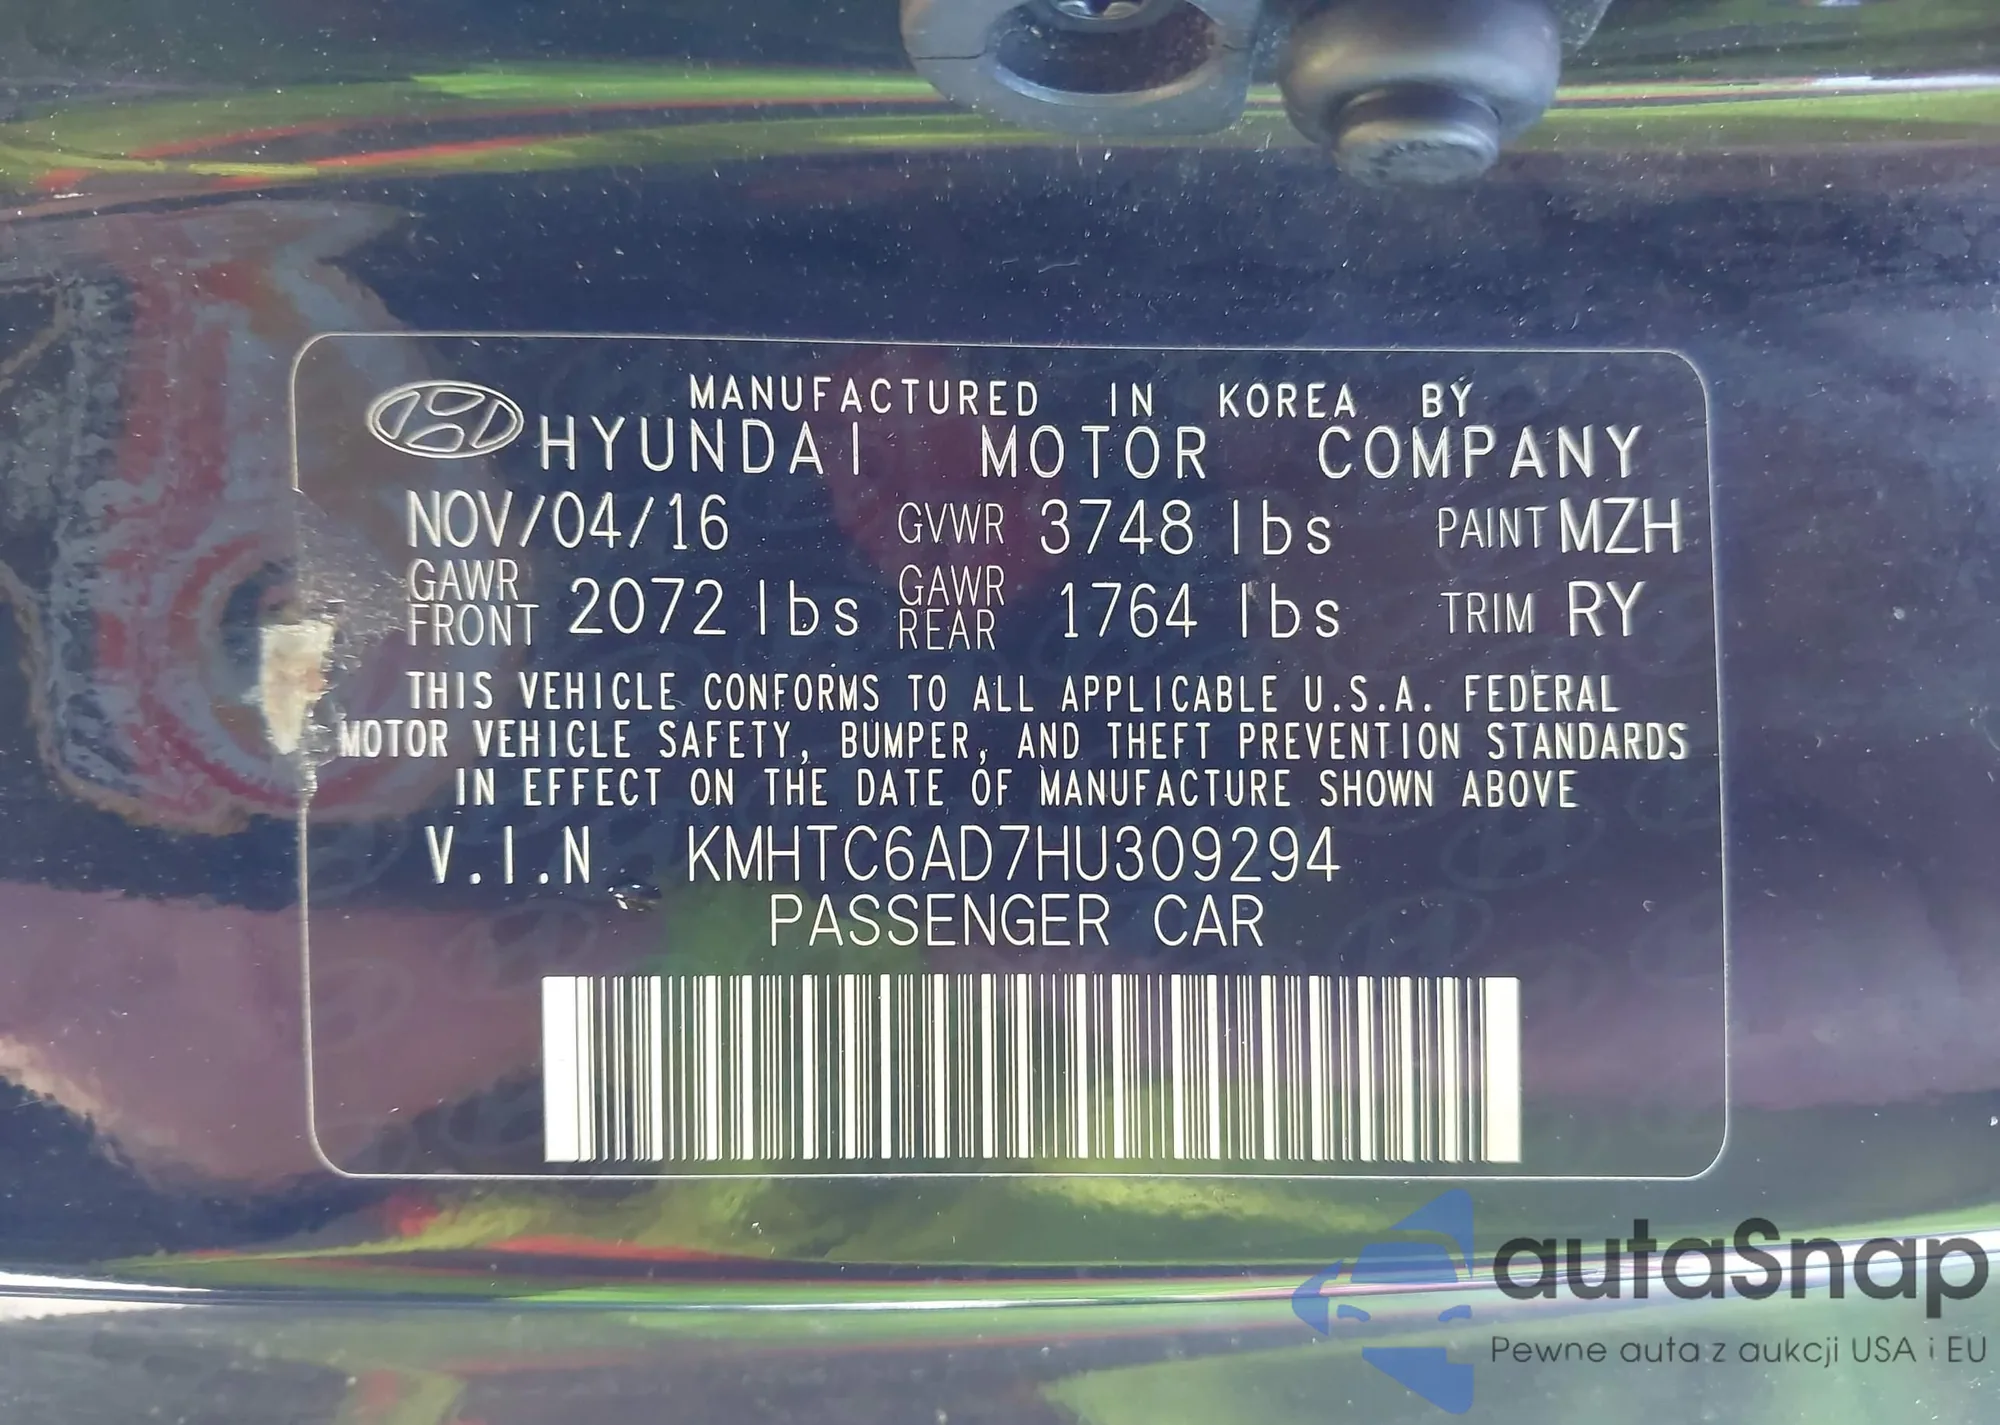 MANUFACTURED IN KOREA BY
HYUNDAI MOTOR COMPANY
NOV/04/16 GVWR 3748 lbs PAINT MZH
GAWR FRONT 2072 lbs GAWR REAR 1764 lbs TRIM RY
THIS VEHICLE CONFORMS TO ALL APPLICABLE U.S.A. FEDERAL
MOTOR VEHICLE SAFETY, BUMPER, AND THEFT PREVENTION STANDARDS
IN EFFECT ON THE DATE OF MANUFACTURE SHOWN ABOVE
V.I.N KMHTC6AD7HU309294
PASSENGER CAR
autaSnap
Pewne auta z aukcji USA i EU